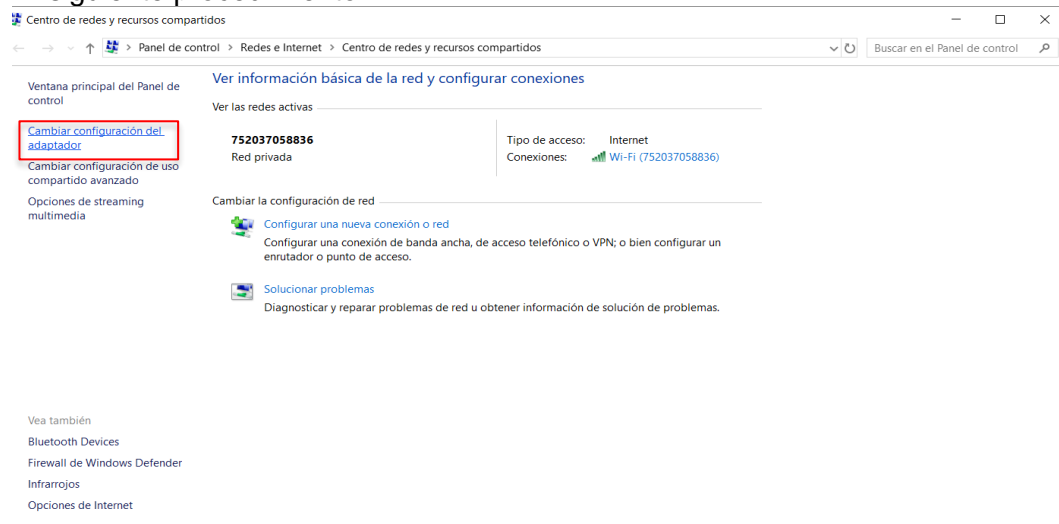 Centro de redes y recursos compartidos
Panel de control > Redes e Internet > Centro de redes y recursos compartidos
Buscar en el Panel de control
Ventana principal del Panel de
control
Cambiar configuración del
adaptador
Cambiar configuración de uso
compartido avanzado
Opciones de streaming
multimedia
Ver información básica de la red y configurar conexiones
Ver las redes activas
752037058836
Red privada
Tipo de acceso: Internet
Conexiones: Wi-Fi (752037058836)
Cambiar la configuración de red
Configurar una nueva conexión o red
Configurar una conexión de banda ancha, de acceso telefónico o VPN; o bien configurar un
enrutador o punto de acceso.
Solucionar problemas
Diagnosticar y reparar problemas de red u obtener información de solución de problemas.
Vea también
Bluetooth Devices
Firewall de Windows Defender
Infrarrojos
Opciones de Internet